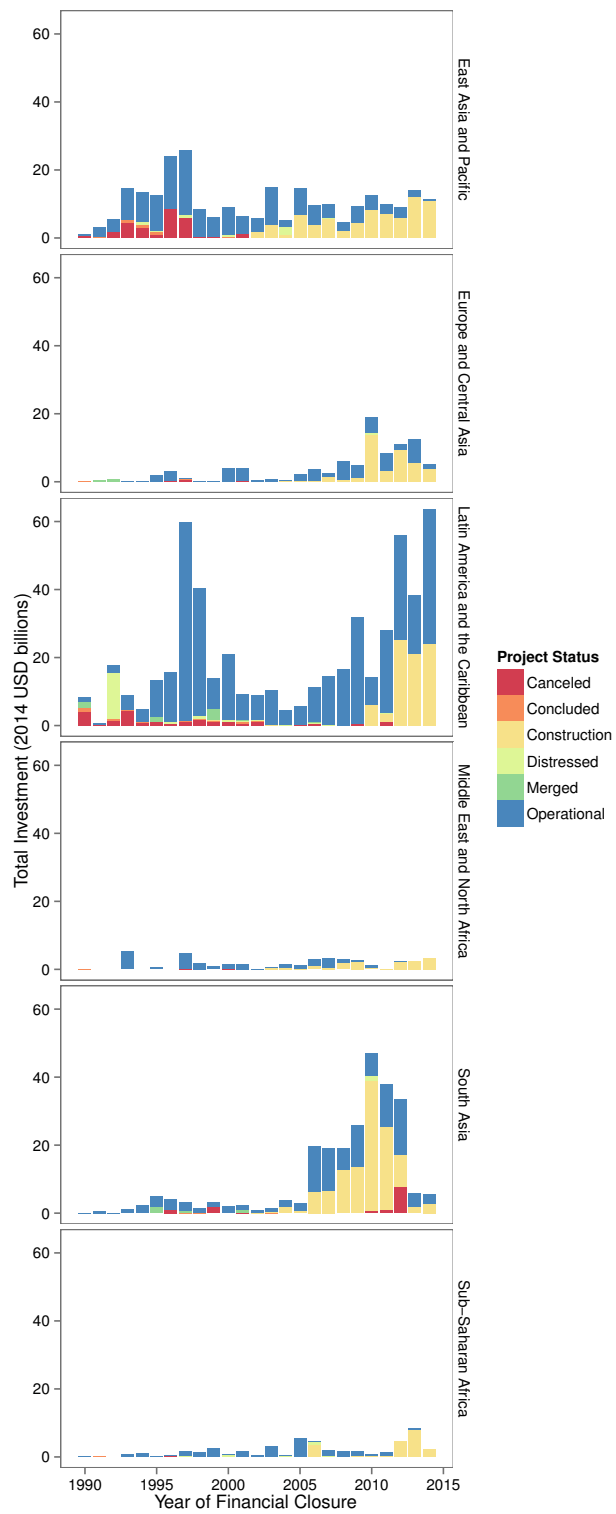 60
40
20
0
East Asia and Pacific
60
40
20
0
Europe and Central Asia
60
40
20
0
Latin America and the Caribbean
60
40
20
0
Middle East and North Africa
60
40
20
0
South Asia
60
40
20
0
Sub−Saharan Africa
1990 1995 2000 2005 2010 2015
Year of Financial Closure
Total Investment (2014 USD billions)
Project Status
Canceled
Concluded
Construction
Distressed
Merged
Operational